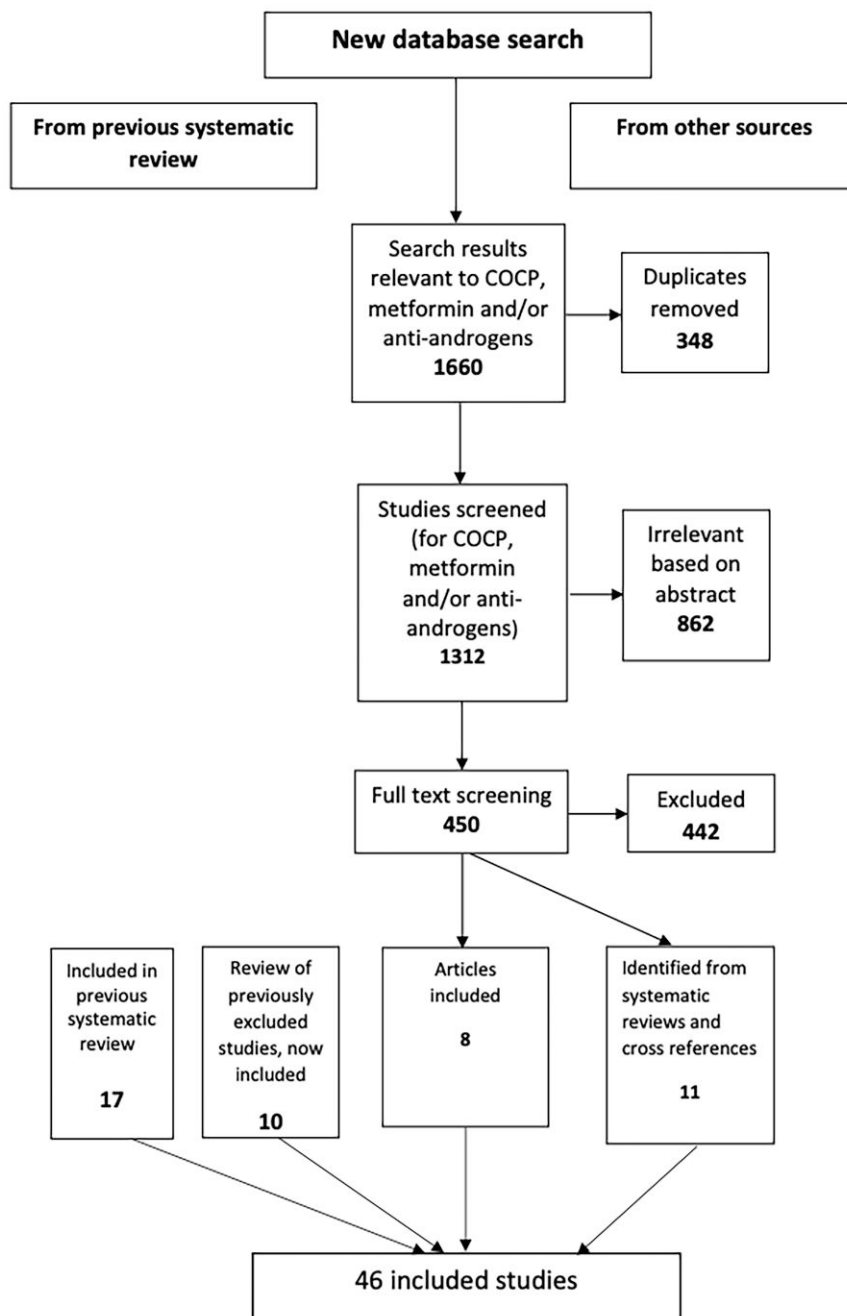 New database search
From previous systematic
review
From other sources
Search results
relevant to COCP,
metformin and/or
anti-androgens
1660
Duplicates
removed
348
Studies screened
(for COCP,
metformin
and/or anti-
androgens)
1312
Irrelevant
based on
abstract
862
Full text screening
450
Excluded
442
Included in
previous
systematic
review
17
Review of
previously
excluded
studies, now
included
10
Articles
included
8
Identified from
systematic
reviews and
cross references
11
46 included studies